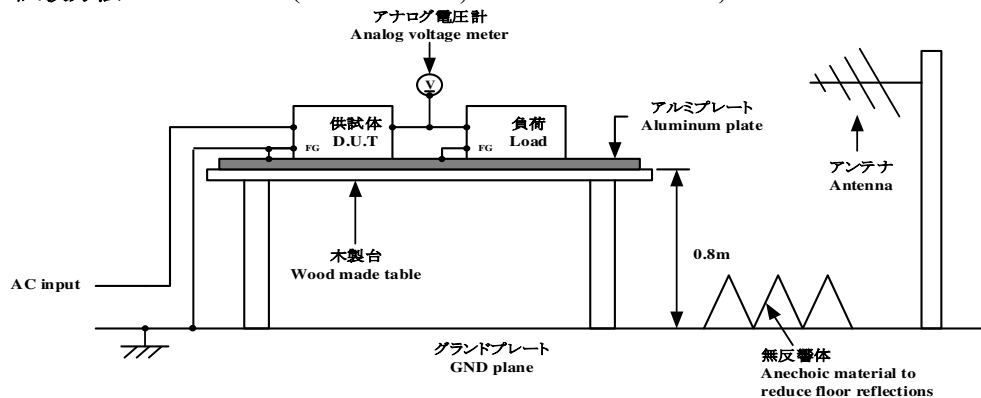 アナログ電圧計
Analog voltage meter
V
供試体
D.U.T
FG
負荷
Load
FG
アルミプレート
Aluminum plate
アンテナ
Antenna
木製台
Wood made table
0.8m
AC input
グランドプレート
GND plane
無反響体
Anechoic material to
reduce floor reflections